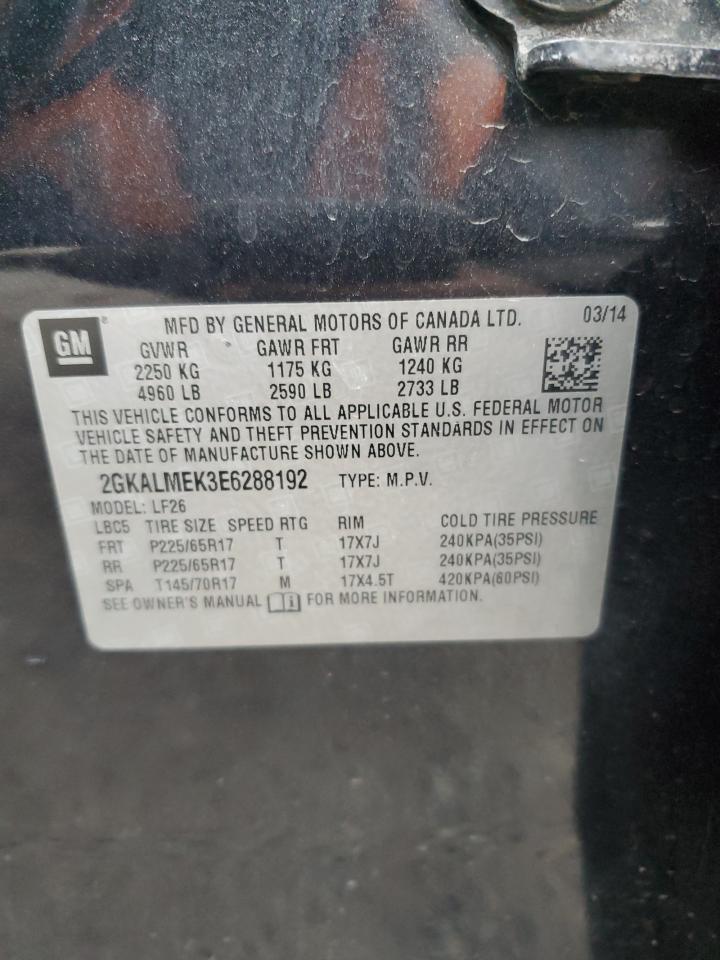 GM ® MFD BY GENERAL MOTORS OF CANADA LTD. 03/14
GVWR GAWR FRT GAWR RR
2250 KG 1175 KG 1240 KG
4960 LB 2590 LB 2733 LB
THIS VEHICLE CONFORMS TO ALL APPLICABLE U.S. FEDERAL MOTOR
VEHICLE SAFETY AND THEFT PREVENTION STANDARDS IN EFFECT ON
THE DATE OF MANUFACTURE SHOWN ABOVE.
2GKALMEK3E6288192 TYPE: M.P.V.
MODEL: LF26
LBC5 TIRE SIZE SPEED RTG RIM COLD TIRE PRESSURE
FRT P225/65R17 T 17X7J 240KPA(35PSI)
RR P225/65R17 T 17X7J 240KPA(35PSI)
SPA T145/70R17 M 17X4.5T 420KPA(60PSI)
SEE OWNER'S MANUAL FOR MORE INFORMATION.